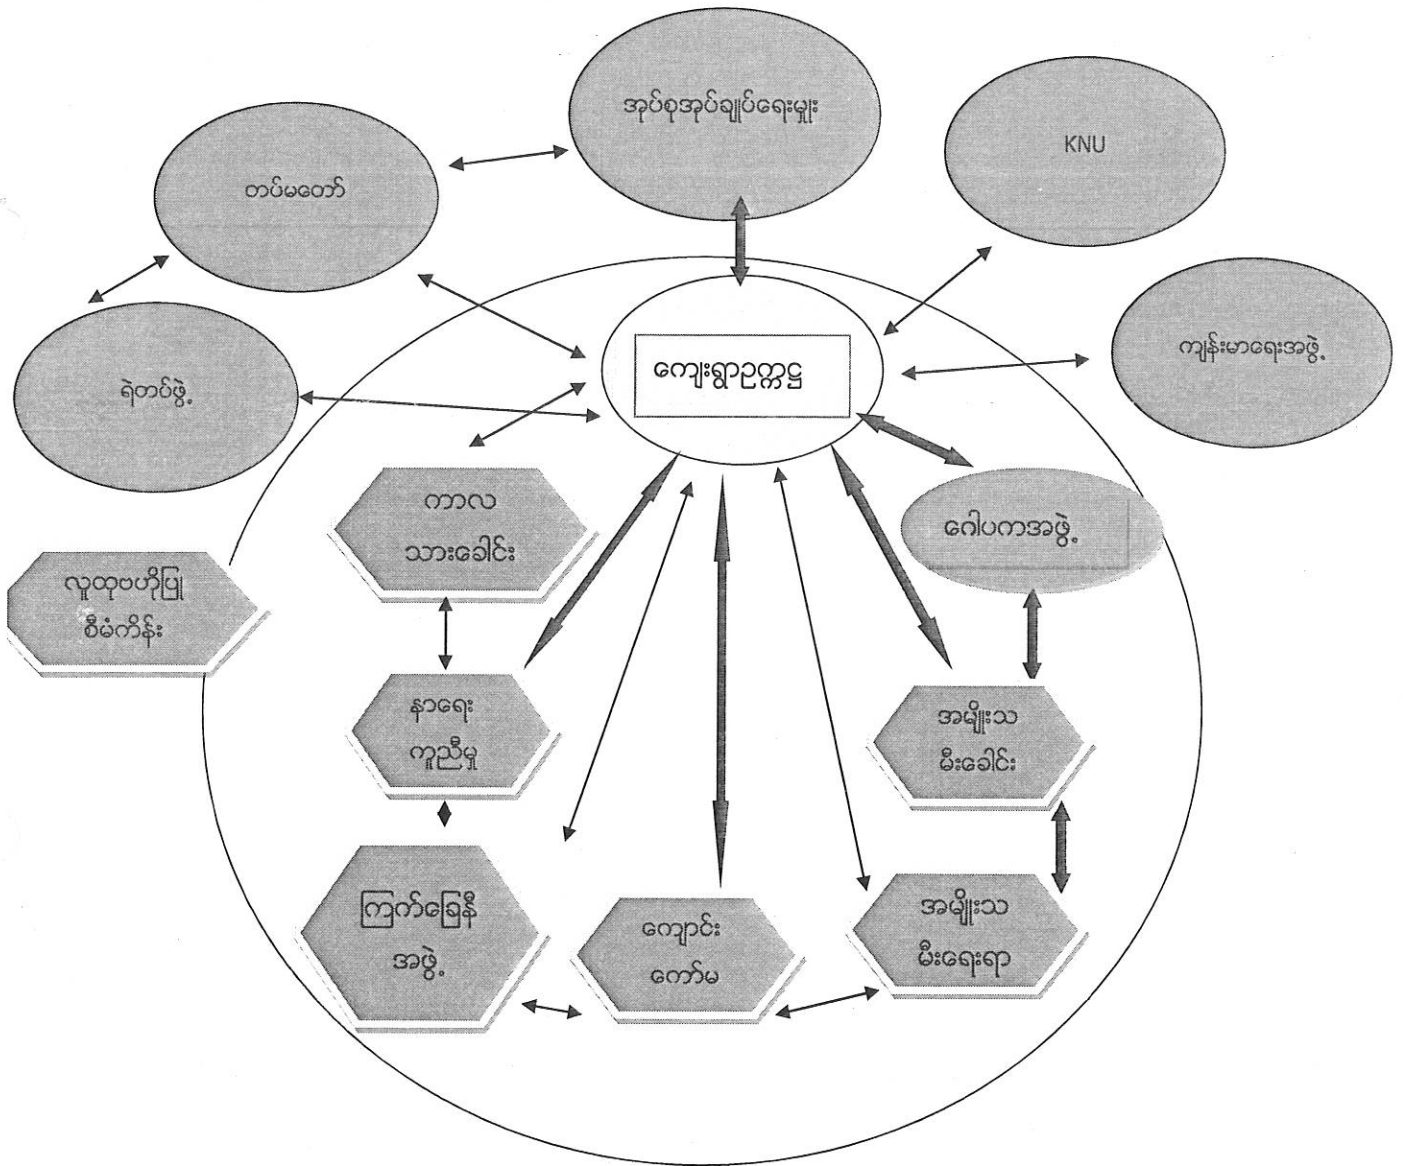 အုပ်စုအုပ်ချုပ်ရေးမှူး
KNU
တပ်မတော်
ကျန်းမာရေးအဖွဲ့
ကျေးရွာဥက္ကဋ္ဌ
ရဲတပ်ဖွဲ့
ကာလ
သားခေါင်း
ဂေါပကအဖွဲ့
လူထုဗဟိုပြု
စီမံကိန်း
နာရေး
ကူညီမှု
အမျိုးသ
မီးခေါင်း
ကြက်ခြေနီ
အဖွဲ့
ကျောင်း
ကော်မ
အမျိုးသ
မီးရေးရာ